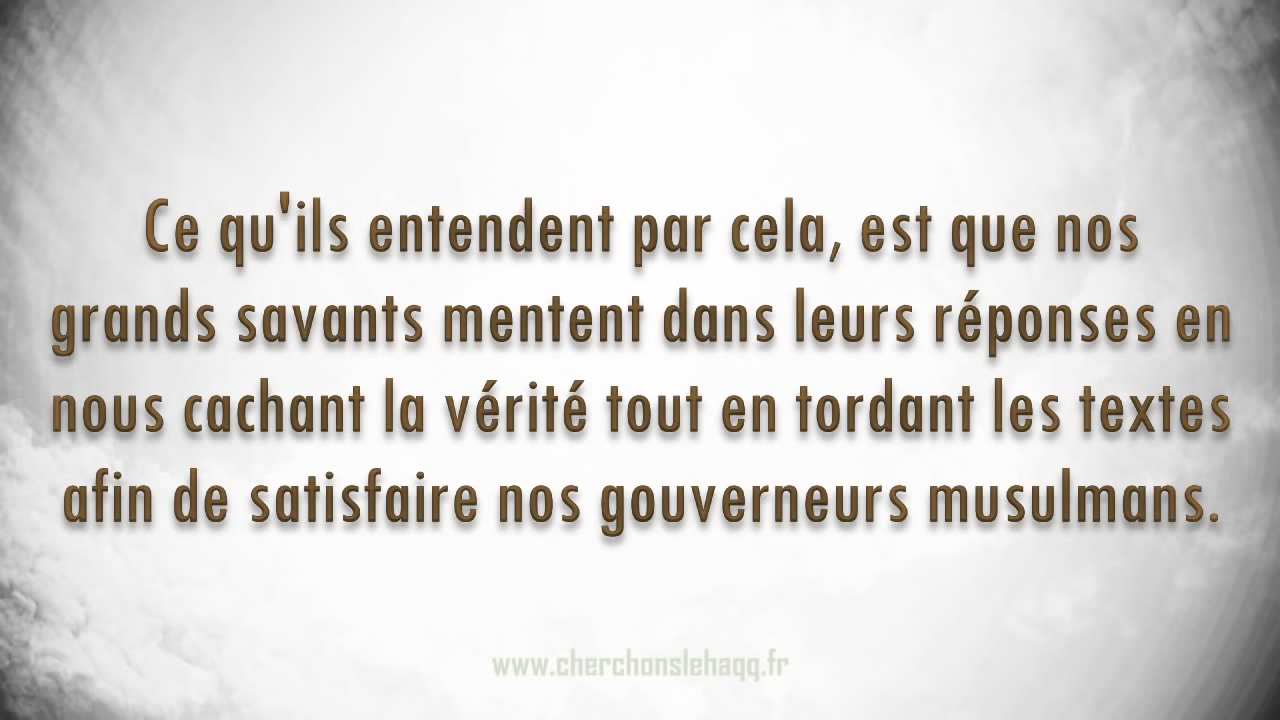 Ce qu'ils entendent par cela, est que nos
grands savants mentent dans leurs réponses en
nous cachant la vérité tout en tordant les textes
afin de satisfaire nos gouverneurs musulmans.
www.cherchonslehaqq.fr